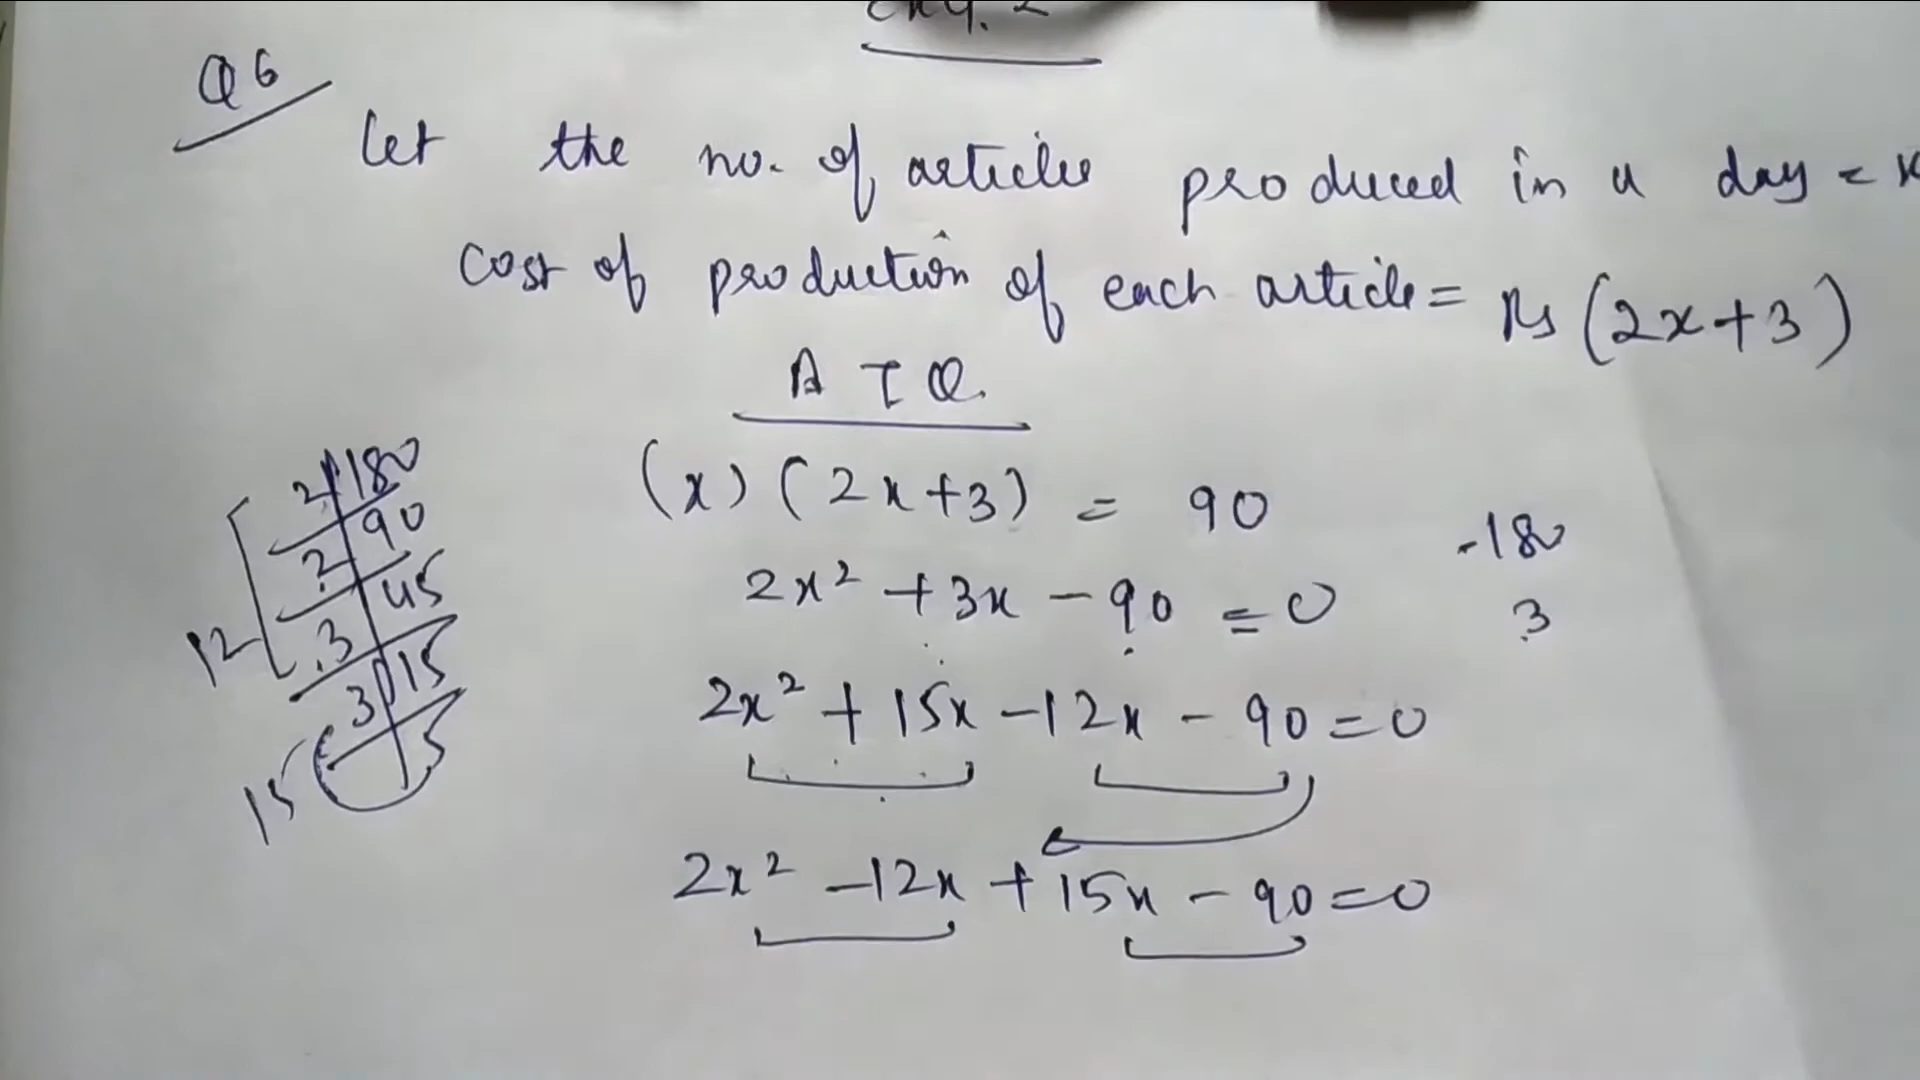 Q6
Let the no. of articles produced in a day = x
Cost of production of each article = Rs (2x+3)
A T Q.
(x) (2x+3) = 90
2x² + 3x - 90 = 0
-180
3
2x² + 15x - 12x - 90 = 0
2x² - 12x + 15x - 90 = 0
2 180
2 90
3 45
3 15
5
12
15